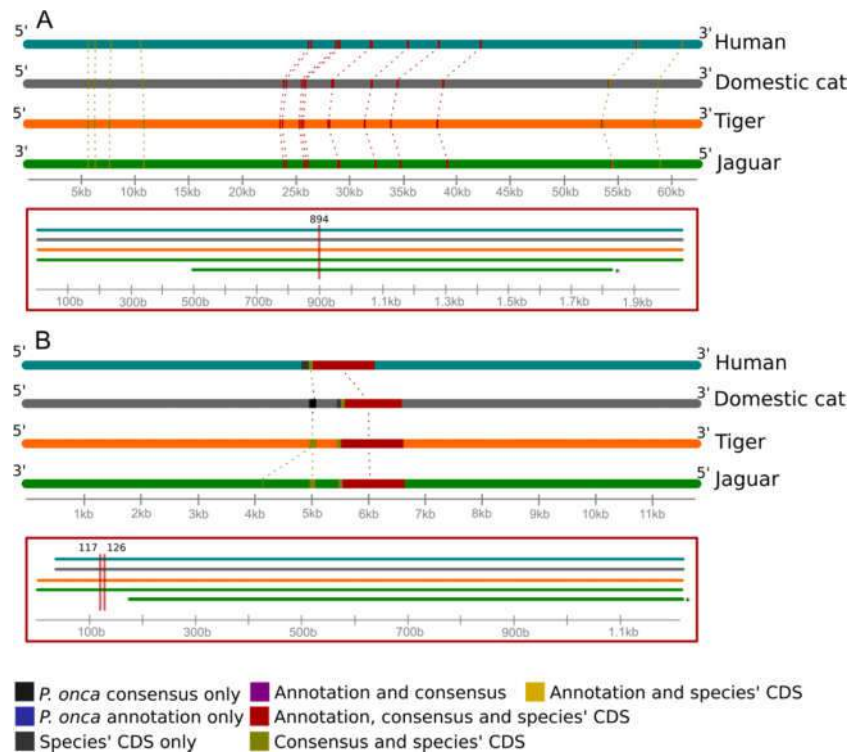 A
5' 3' Human
5' 3' Domestic cat
5' 3' Tiger
3' 5' Jaguar
5kb 10kb 15kb 20kb 25kb 30kb 35kb 40kb 45kb 50kb 55kb 60kb
894
100b 300b 500b 700b 900b 1.1kb 1.3kb 1.5kb 1.7kb 1.9kb
B
5' 3' Human
5' 3' Domestic cat
5' 3' Tiger
3' 5' Jaguar
1kb 2kb 3kb 4kb 5kb 6kb 7kb 8kb 9kb 10kb 11kb
117 126
100b 300b 500b 700b 900b 1.1kb
P. onca consensus only Annotation and consensus Annotation and species' CDS
P. onca annotation only Annotation, consensus and species' CDS
Species' CDS only Consensus and species' CDS